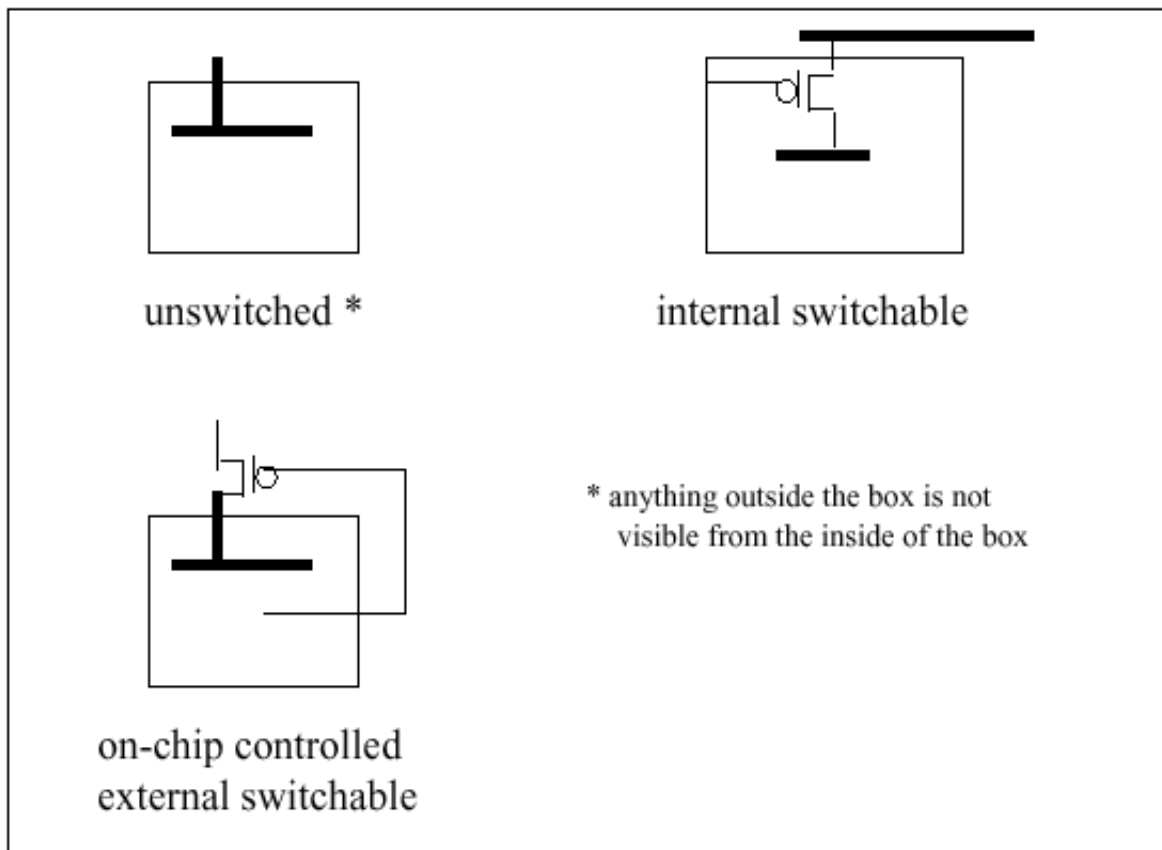 unswitched *
internal switchable
* anything outside the box is not
visible from the inside of the box
on-chip controlled
external switchable